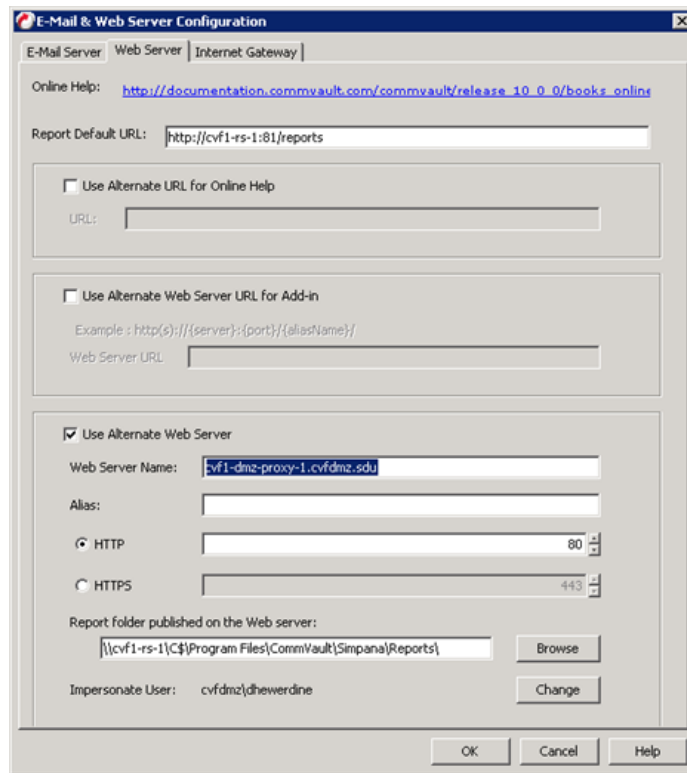 E-Mail & Web Server Configuration
E-Mail Server Web Server Internet Gateway
Online Help: http://documentation.commvault.com/commvault/release_10_0_0/books_online
Report Default URL: http://cvf1-rs-1:81/reports
Use Alternate URL for Online Help
URL:
Use Alternate Web Server URL for Add-in
Example : http(s)://{server}:{port}/{aliasName}/
Web Server URL
Use Alternate Web Server
Web Server Name: cvf1-dmz-proxy-1.cvfdmz.sdu
Alias:
HTTP 80
HTTPS 443
Report folder published on the Web server:
\\cvf1-rs-1\C$\Program Files\CommVault\Simpana\Reports\ Browse
Impersonate User: cvfdmz\dhewerdine Change
OK Cancel Help